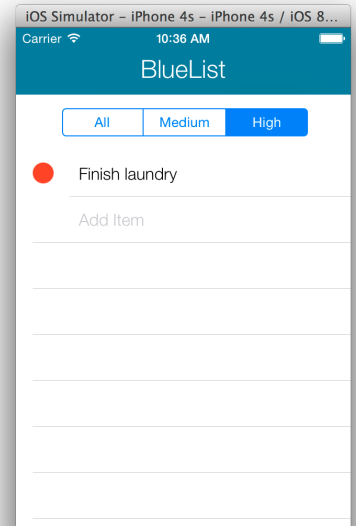 iOS Simulator – iPhone 4s – iPhone 4s / iOS 8...
Carrier 10:36 AM
BlueList
All Medium High
Finish laundry
Add Item